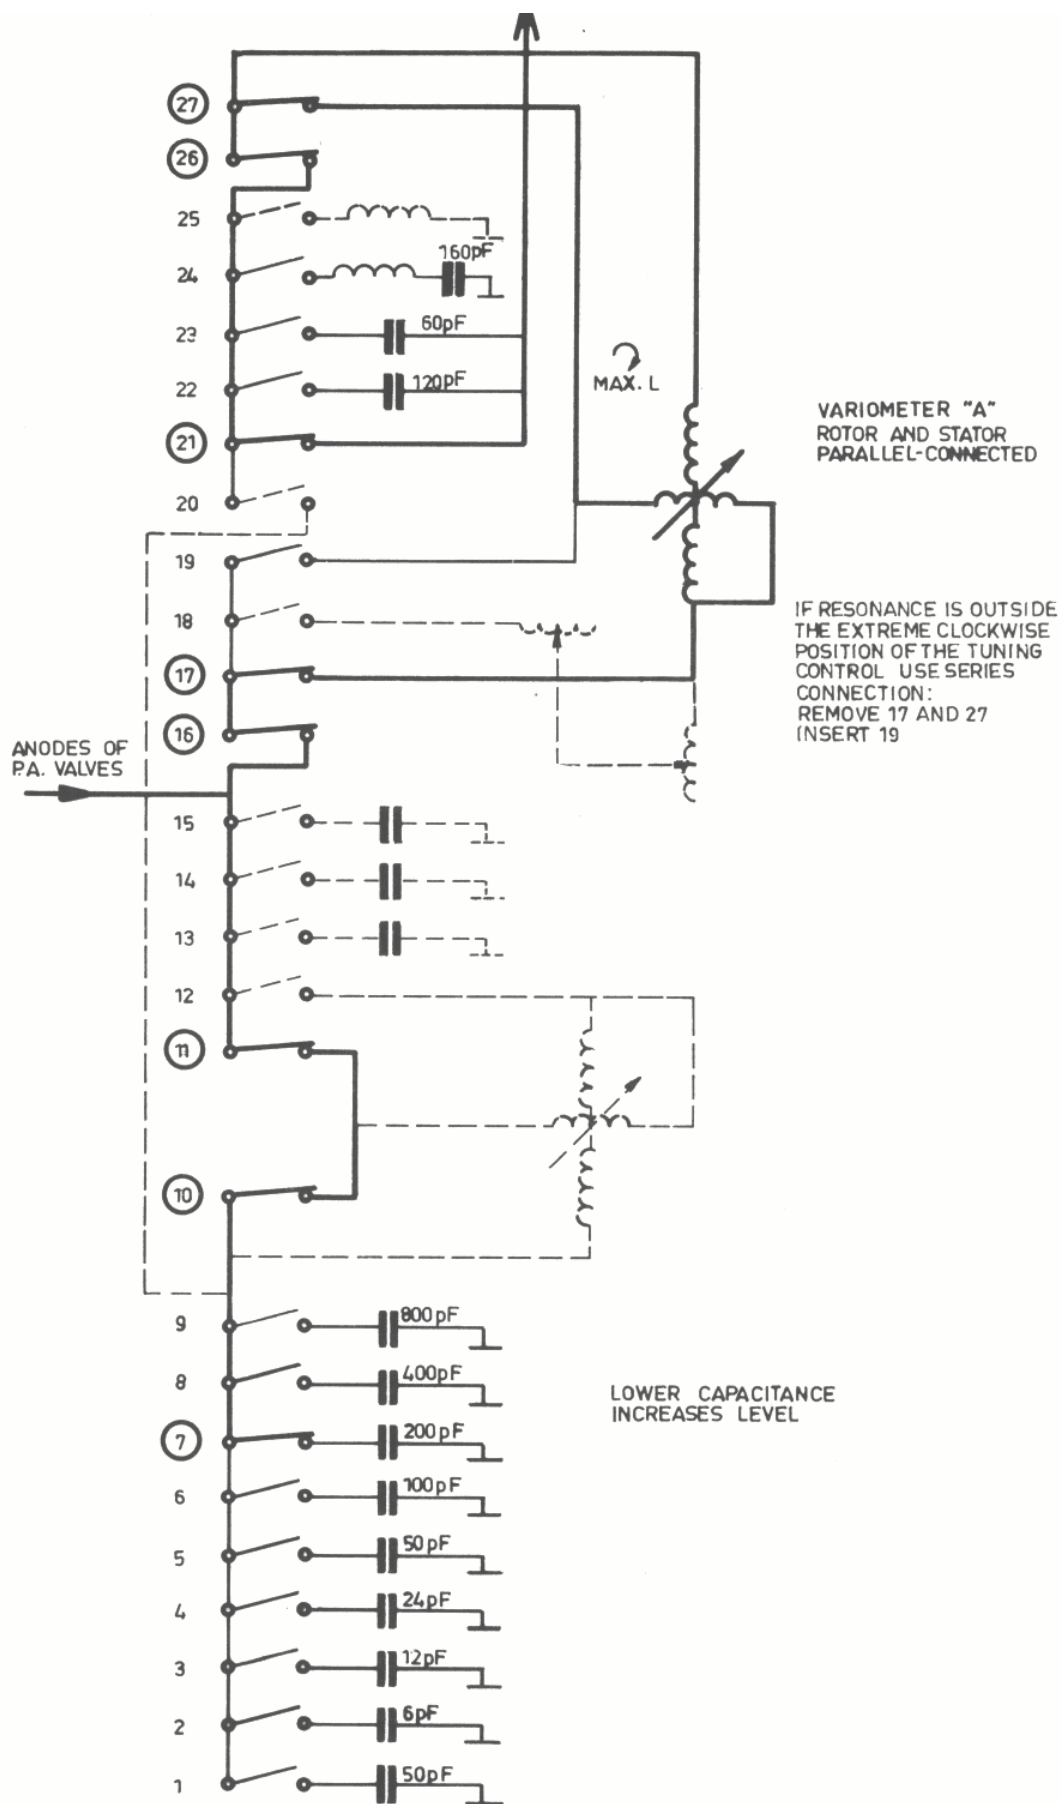 27
26
25
160pF
24
60pF
23
MAX. L
120pF
22
VARIOMETER "A"
ROTOR AND STATOR
PARALLEL-CONNECTED
21
20
19
IF RESONANCE IS OUTSIDE
THE EXTREME CLOCKWISE
POSITION OF THE TUNING
CONTROL USE SERIES
CONNECTION:
REMOVE 17 AND 27
INSERT 19
18
17
16
ANODES OF
P.A. VALVES
15
14
13
12
11
10
800pF
9
400pF
8
LOWER CAPACITANCE
INCREASES LEVEL
200pF
7
100pF
6
50pF
5
24pF
4
12pF
3
6pF
2
50pF
1